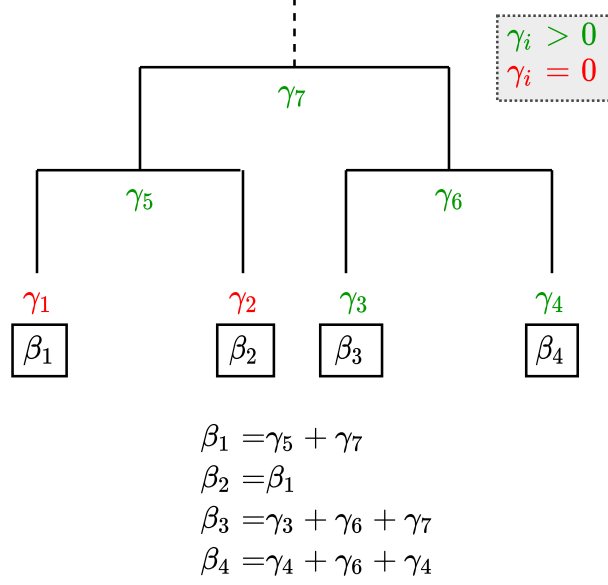 γ₇
γᵢ > 0
γᵢ = 0
γ₅
γ₆
γ₁
γ₂
γ₃
γ₄
β₁
β₂
β₃
β₄
β₁ =γ₅ + γ₇
β₂ =β₁
β₃ =γ₃ + γ₆ + γ₇
β₄ =γ₄ + γ₆ + γ₄